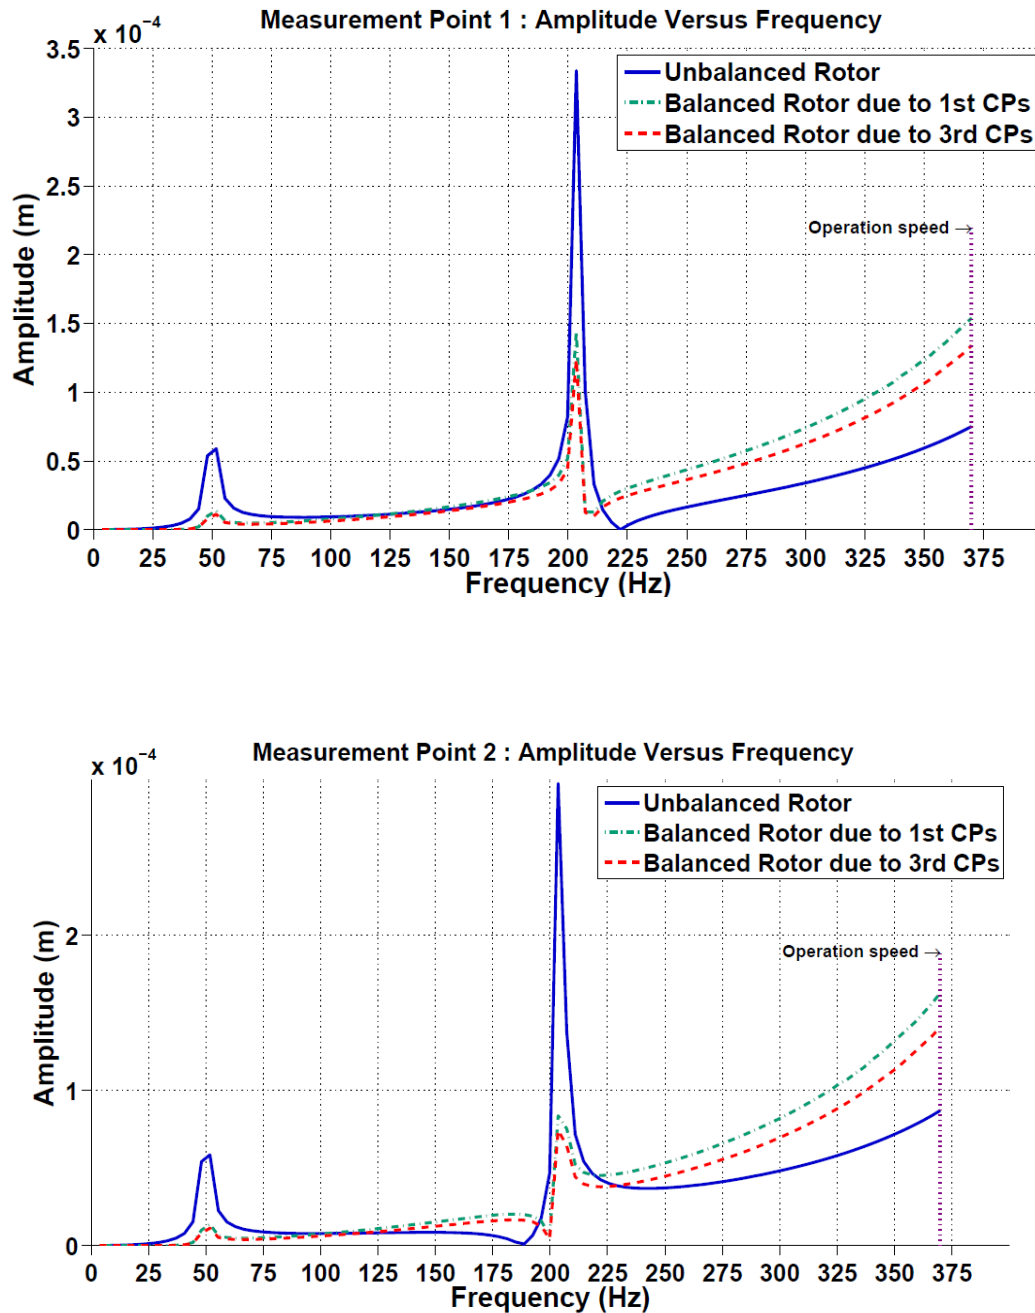 Measurement Point 1 : Amplitude Versus Frequency
x 10⁻⁴
3.5
3
2.5
2
1.5
1
0.5
0
Amplitude (m)
Unbalanced Rotor
Balanced Rotor due to 1st CPs
Balanced Rotor due to 3rd CPs
Operation speed →
0 25 50 75 100 125 150 175 200 225 250 275 300 325 350 375
Frequency (Hz)
Measurement Point 2 : Amplitude Versus Frequency
x 10⁻⁴
2
1
0
Amplitude (m)
Unbalanced Rotor
Balanced Rotor due to 1st CPs
Balanced Rotor due to 3rd CPs
Operation speed →
0 25 50 75 100 125 150 175 200 225 250 275 300 325 350 375
Frequency (Hz)